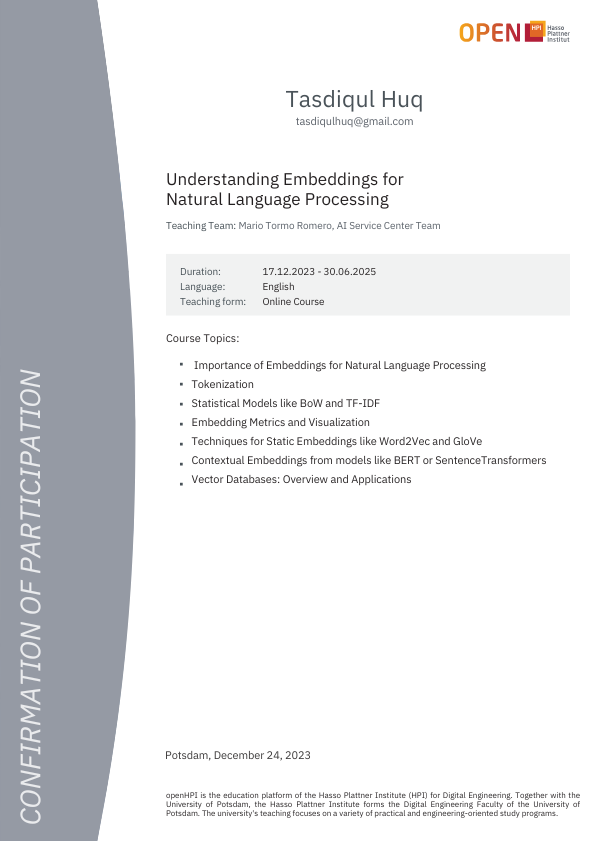 OPEN HPI Hasso
Plattner
Institut
Tasdiqul Huq
tasdiqulhuq@gmail.com
Understanding Embeddings for
Natural Language Processing
Teaching Team: Mario Tormo Romero, AI Service Center Team
Duration: 17.12.2023 - 30.06.2025
Language: English
Teaching form: Online Course
Course Topics:
▪ Importance of Embeddings for Natural Language Processing
▪ Tokenization
▪ Statistical Models like BoW and TF-IDF
▪ Embedding Metrics and Visualization
▪ Techniques for Static Embeddings like Word2Vec and GloVe
▪ Contextual Embeddings from models like BERT or SentenceTransformers
▪ Vector Databases: Overview and Applications
CONFIRMATION OF PARTICIPATION
Potsdam, December 24, 2023
openHPI is the education platform of the Hasso Plattner Institute (HPI) for Digital Engineering. Together with the
University of Potsdam, the Hasso Plattner Institute forms the Digital Engineering Faculty of the University of
Potsdam. The university's teaching focuses on a variety of practical and engineering-oriented study programs.